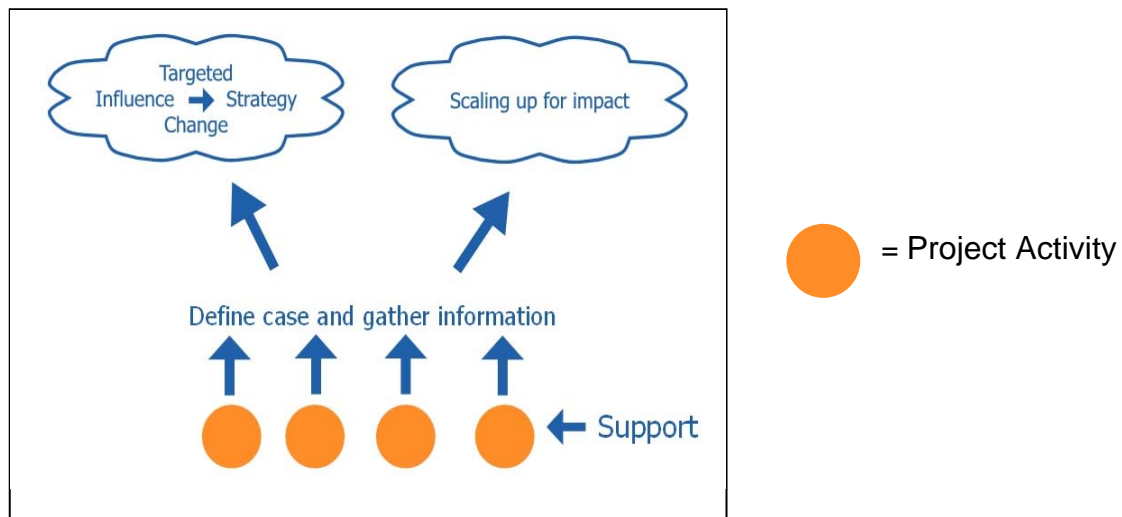 Targeted
Influence Strategy
Change
Scaling up for impact
= Project Activity
Define case and gather information
Support